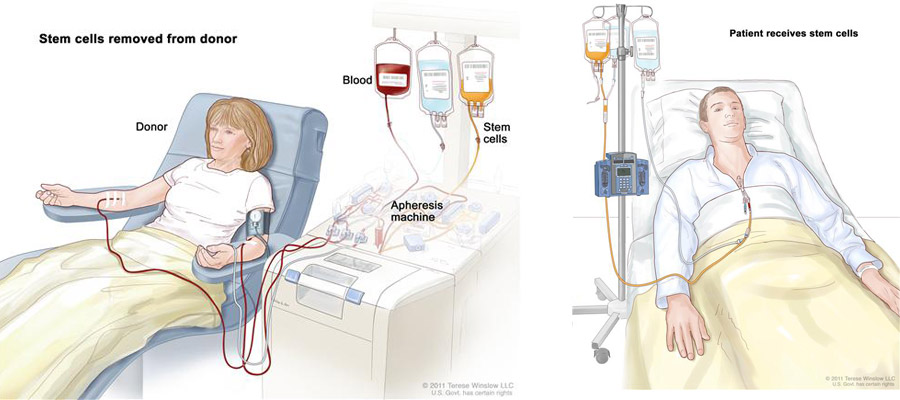 Stem cells removed from donor
Blood
Donor
Stem
cells
Apheresis
machine
© 2011 Terese Winslow LLC
U.S. Govt. has certain rights
Patient receives stem cells
© 2011 Terese Winslow LLC
U.S. Govt. has certain rights